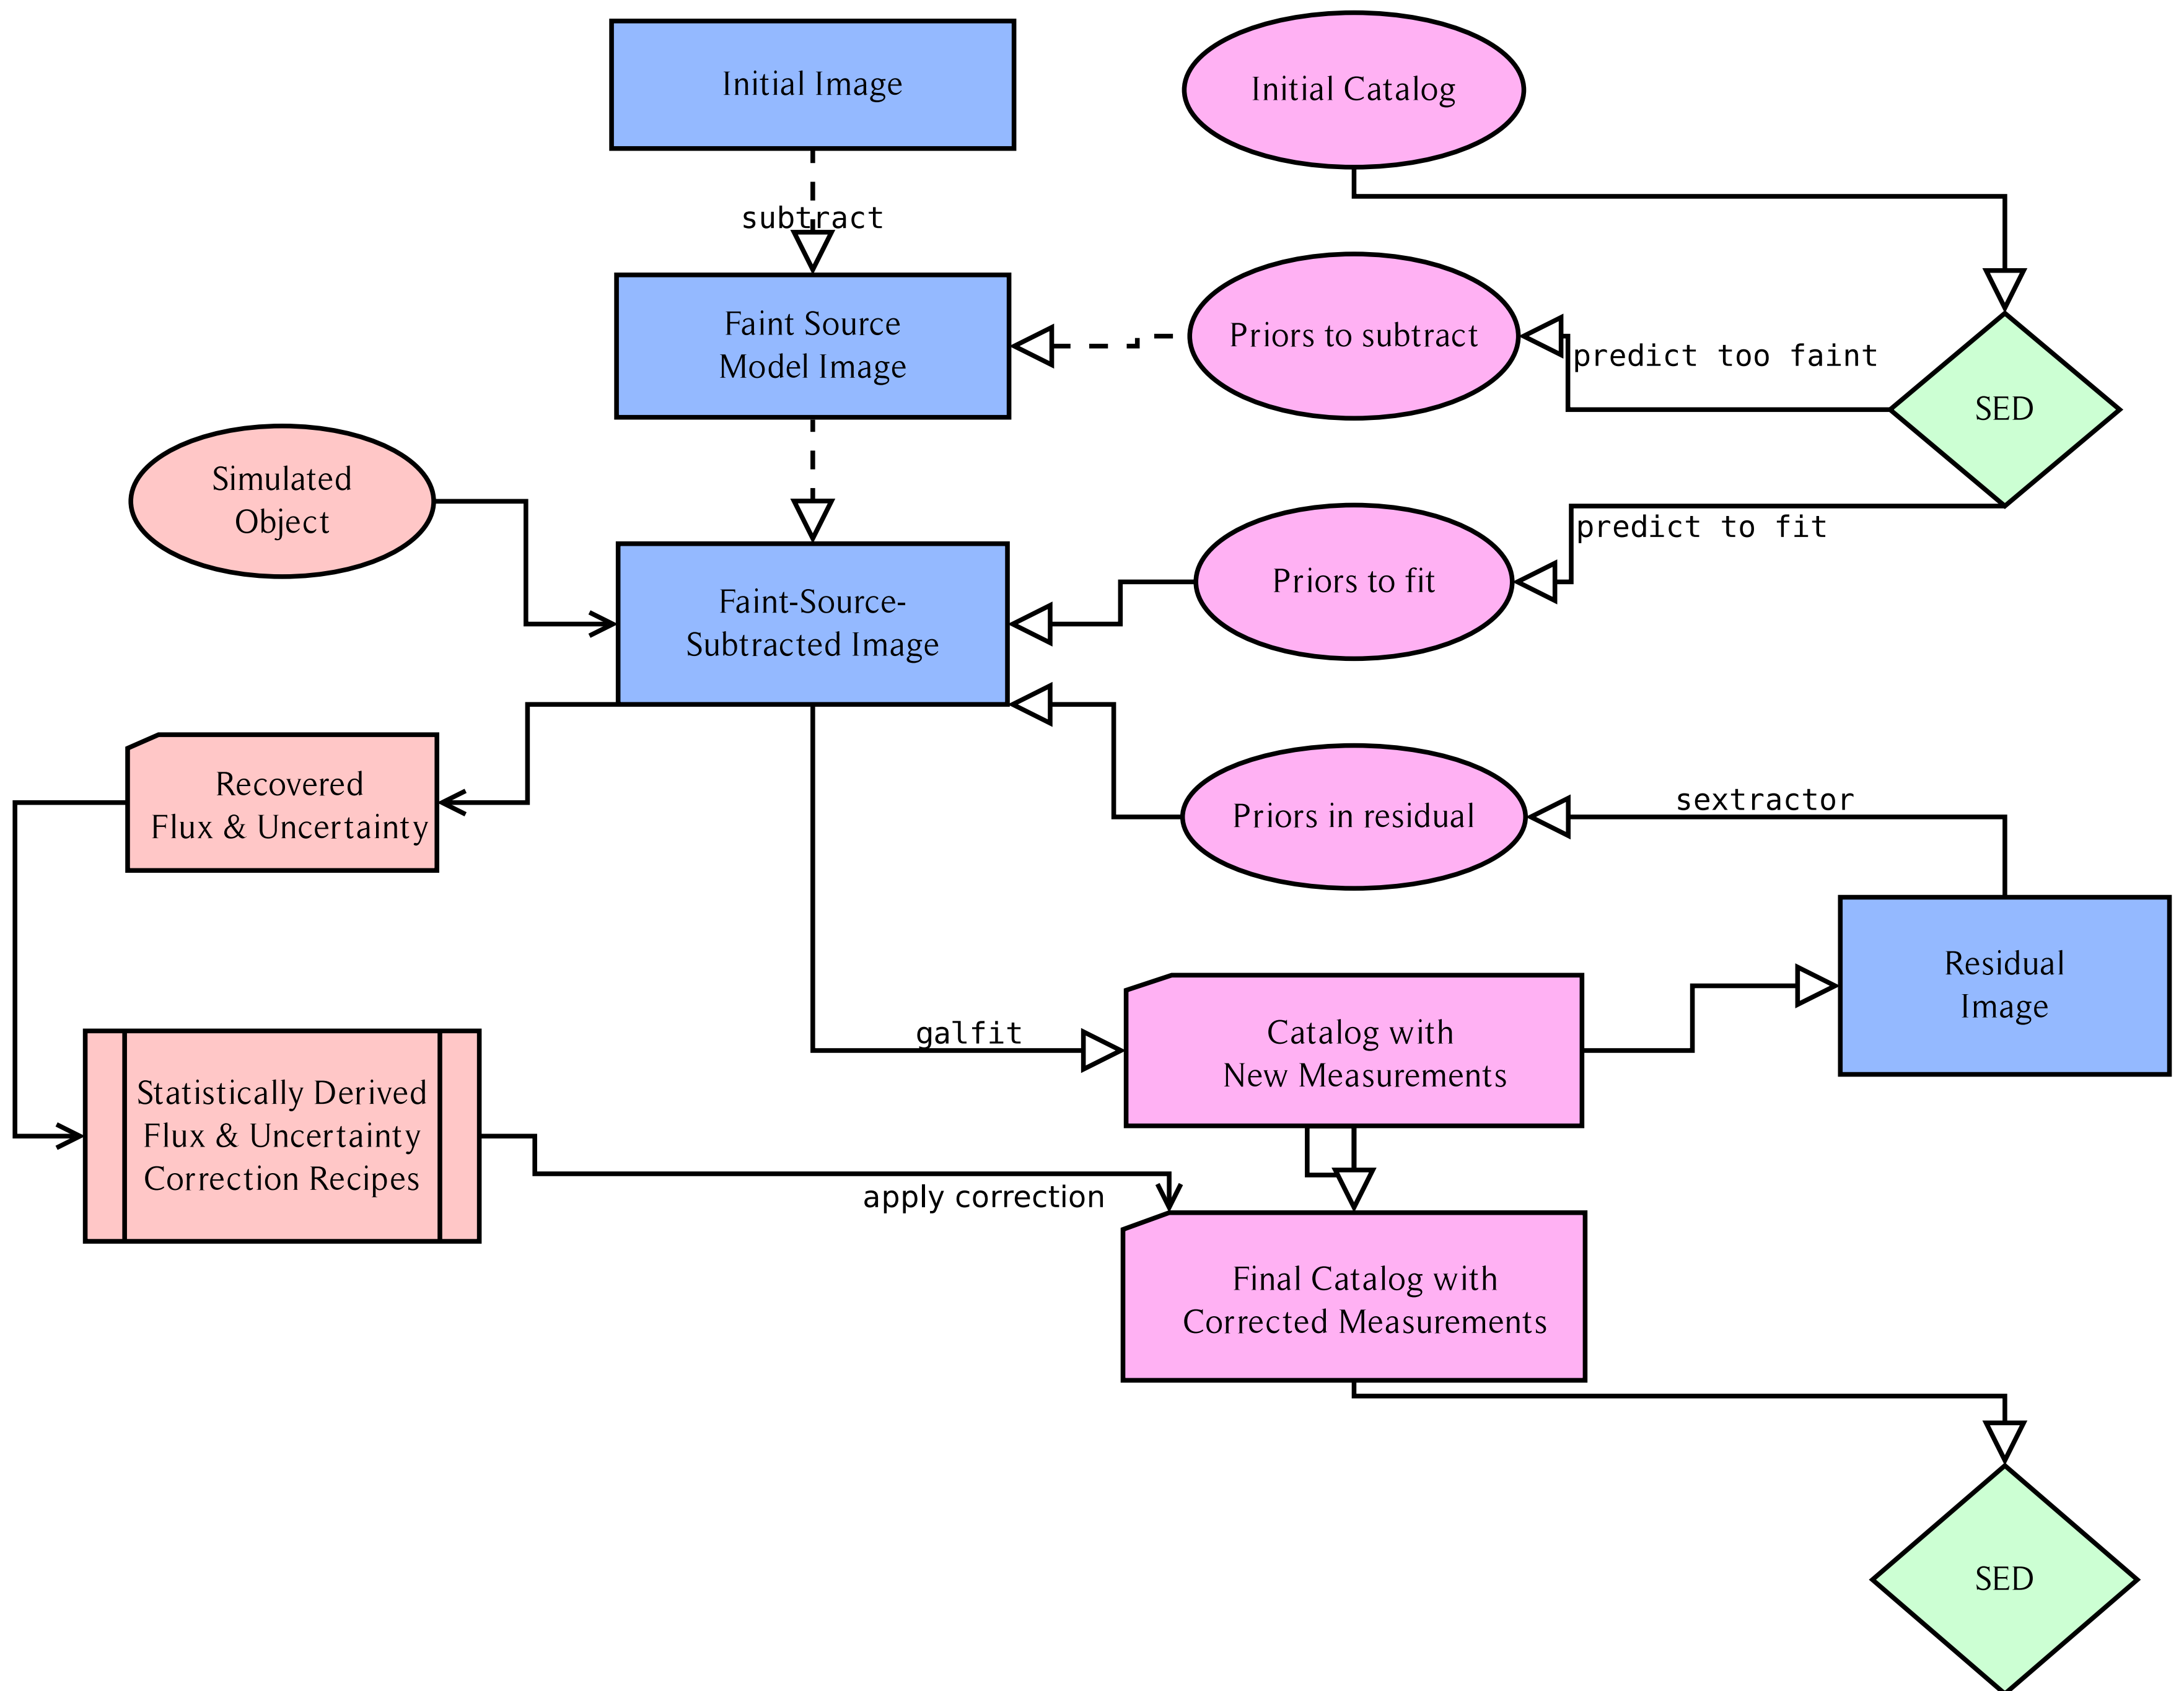 Initial Image
Initial Catalog
subtract
Faint Source
Model Image
Priors to subtract
predict too faint
SED
Simulated
Object
predict to fit
Faint-Source-
Subtracted Image
Priors to fit
Recovered
Flux & Uncertainty
Priors in residual
sextractor
Residual
Image
galfit
Catalog with
New Measurements
Statistically Derived
Flux & Uncertainty
Correction Recipes
apply correction
Final Catalog with
Corrected Measurements
SED